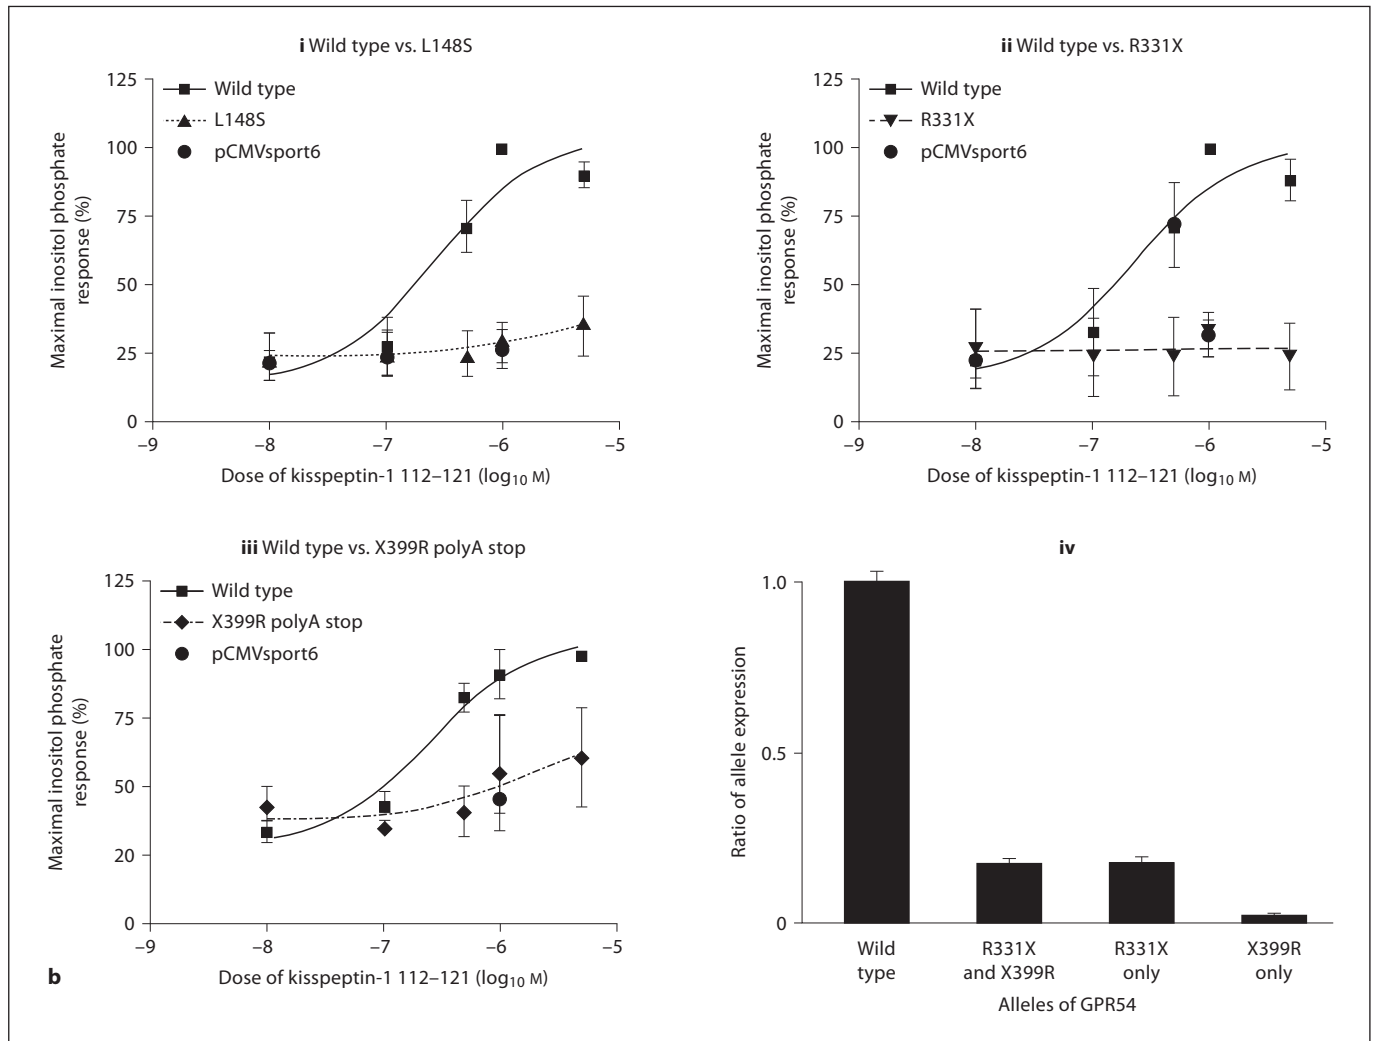 i Wild type vs. L148S
125
100
75
50
25
0
Maximal inositol phosphate
response (%)
Wild type
L148S
pCMVsport6
–9
–8
–7
–6
–5
Dose of kisspeptin-1 112–121 (log10 M)
ii Wild type vs. R331X
125
100
75
50
25
0
Maximal inositol phosphate
response (%)
Wild type
R331X
pCMVsport6
–9
–8
–7
–6
–5
Dose of kisspeptin-1 112–121 (log10 M)
iii Wild type vs. X399R polyA stop
125
100
75
50
20
0
Maximal inositol phosphate
response (%)
Wild type
X399R polyA stop
pCMVsport6
–9
–8
–7
–6
–5
Dose of kisspeptin-1 112–121 (log10 M)
b
iv
1.0
0.5
0
Ratio of allele expression
Wild
type
R331X
and X399R
R331X
only
X399R
only
Alleles of GPR54